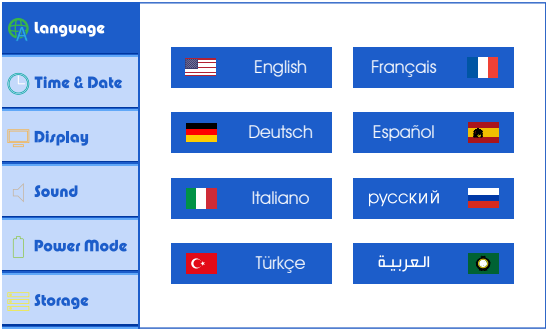 Language
Time & Date
Display
Sound
Power Mode
Storage
English
Français
Deutsch
Español
Italiano
русский
Türkçe
العربية